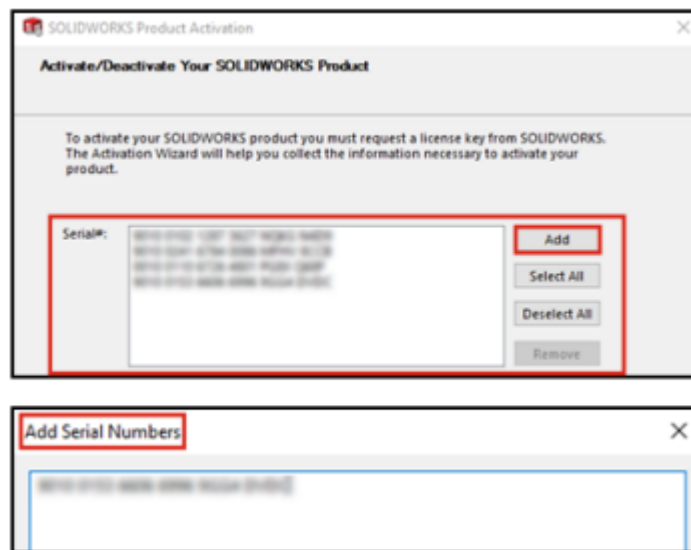 SOLIDWORKS Product Activation
Activate/Deactivate Your SOLIDWORKS Product
To activate your SOLIDWORKS product you must request a license key from SOLIDWORKS.
The Activation Wizard will help you collect the information necessary to activate your
product.
Serial#:
Add
Select All
Deselect All
Remove
Add Serial Numbers